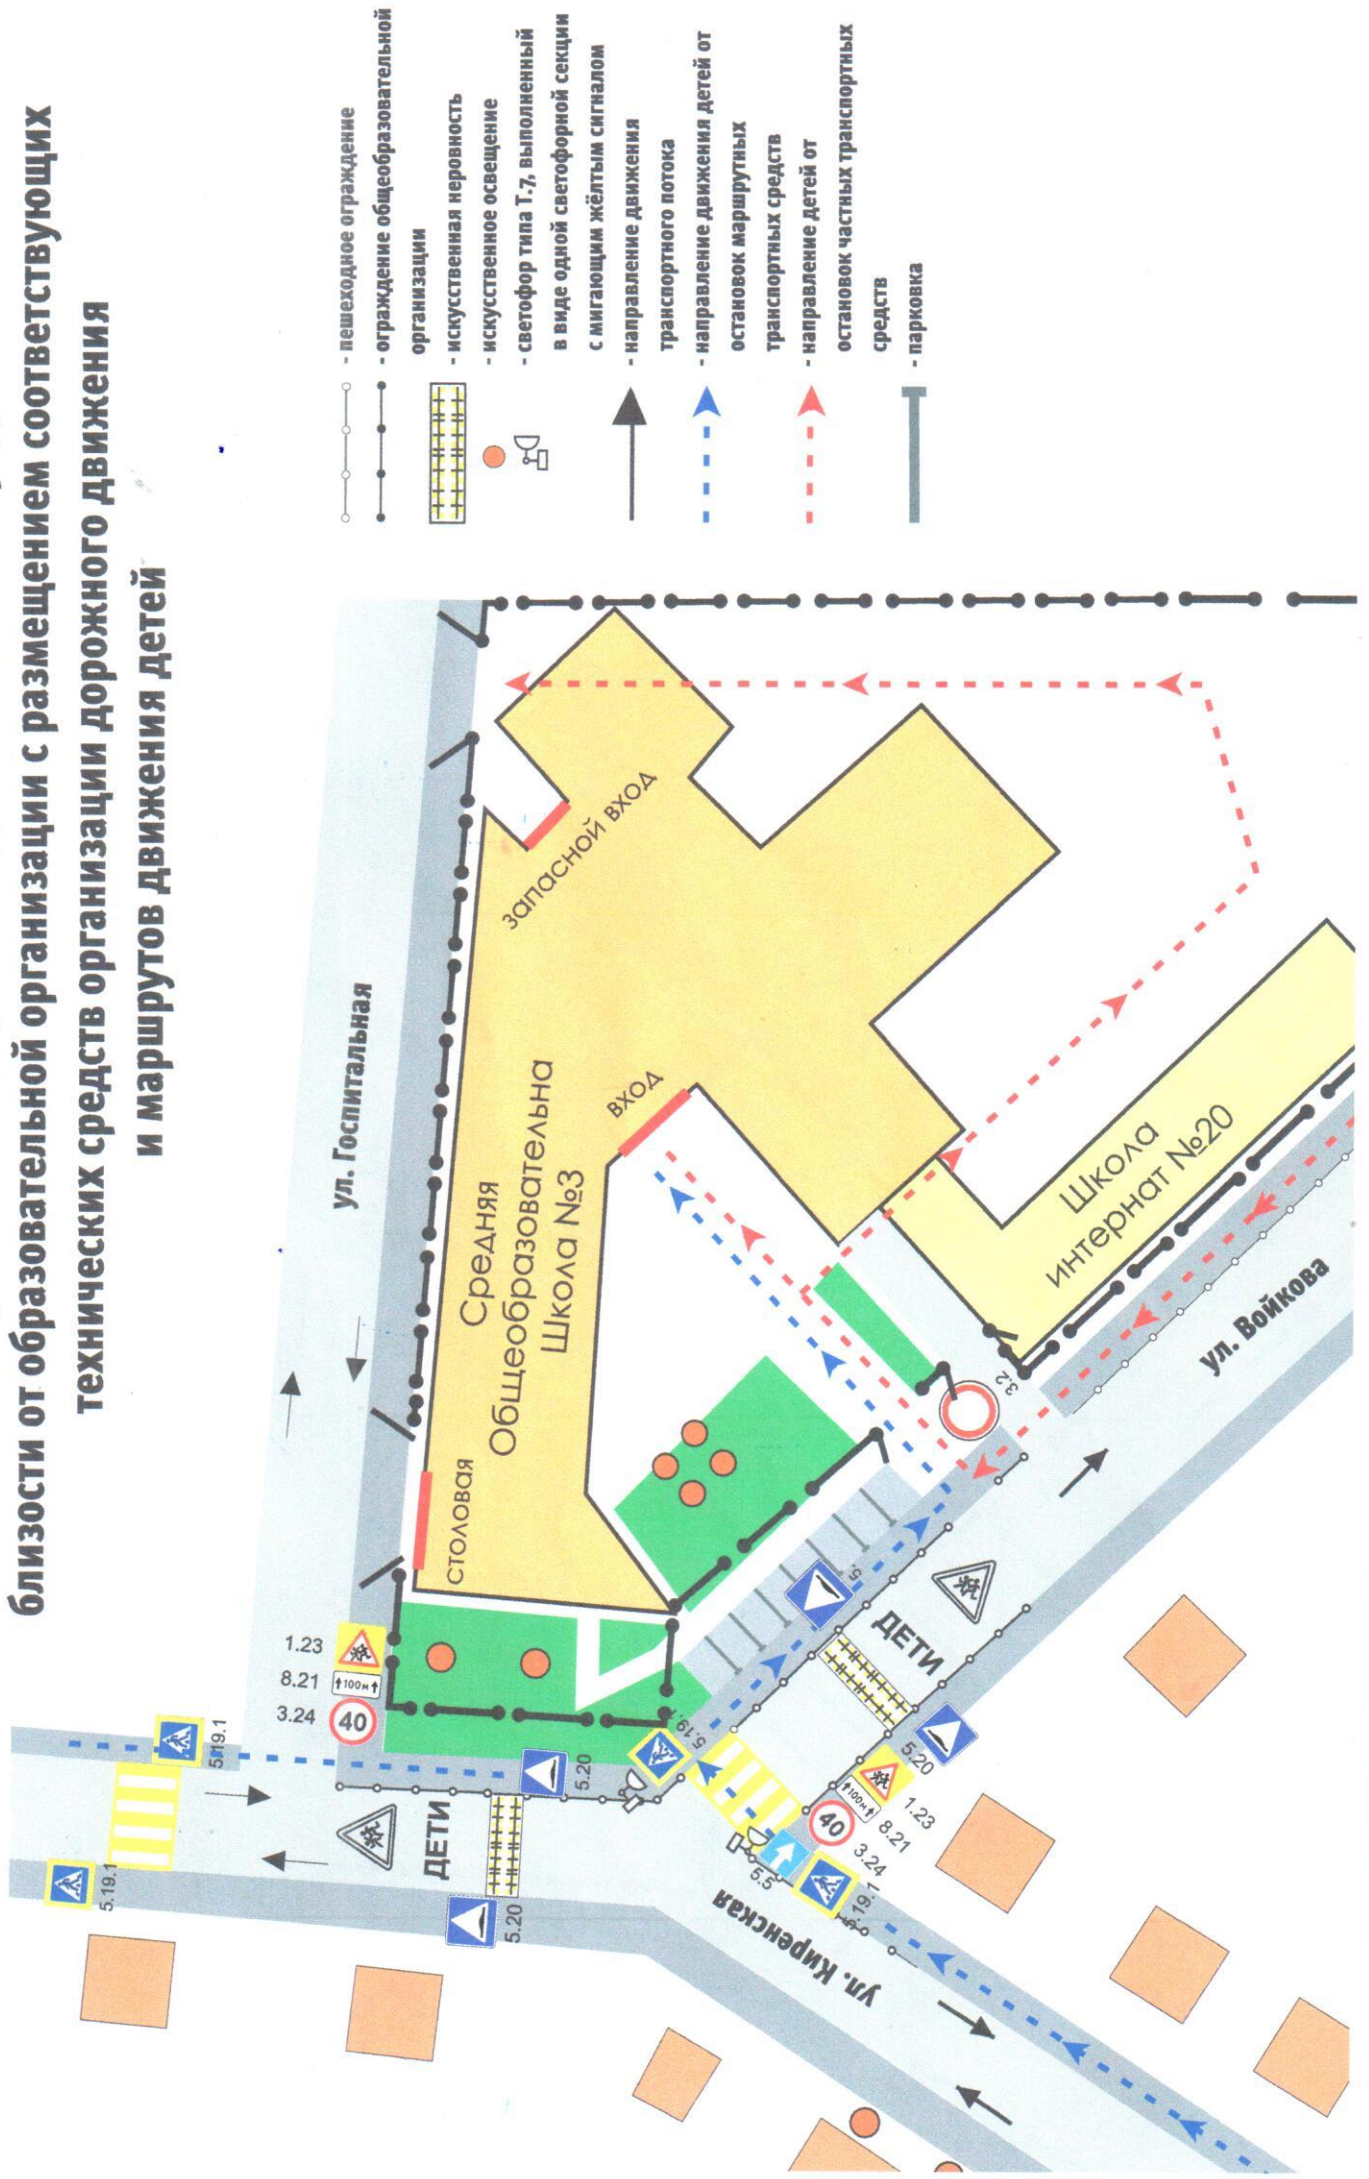 близости от образовательной организации с размещением соответствующих
технических средств организации дорожного движения
и маршрутов движения детей
- пешеходное ограждение
- ограждение общеобразовательной
организации
- искусственная неровность
- искусственное освещение
- светофор типа Т.7, выполненный
в виде одной светофорной секции
с мигающим жёлтым сигналом
- направление движения
транспортного потока
- направление движения детей от
остановок маршрутных
транспортных средств
- направление детей от
остановок частных транспортных
средств
- парковка
ул. Госпитальная
запасной вход
Средняя
Общеобразовательна
Школа №3
вход
столовая
Школа
интернат №20
ул. Войкова
3.2
1.23
8.21
100м
3.24
40
5.19.1
5.19.1
5.20
ДЕТИ
5.20
5.19.
5.
ДЕТИ
5.20
1.23
100м
8.21
40
3.24
5.5
19.1
ул. Киренская